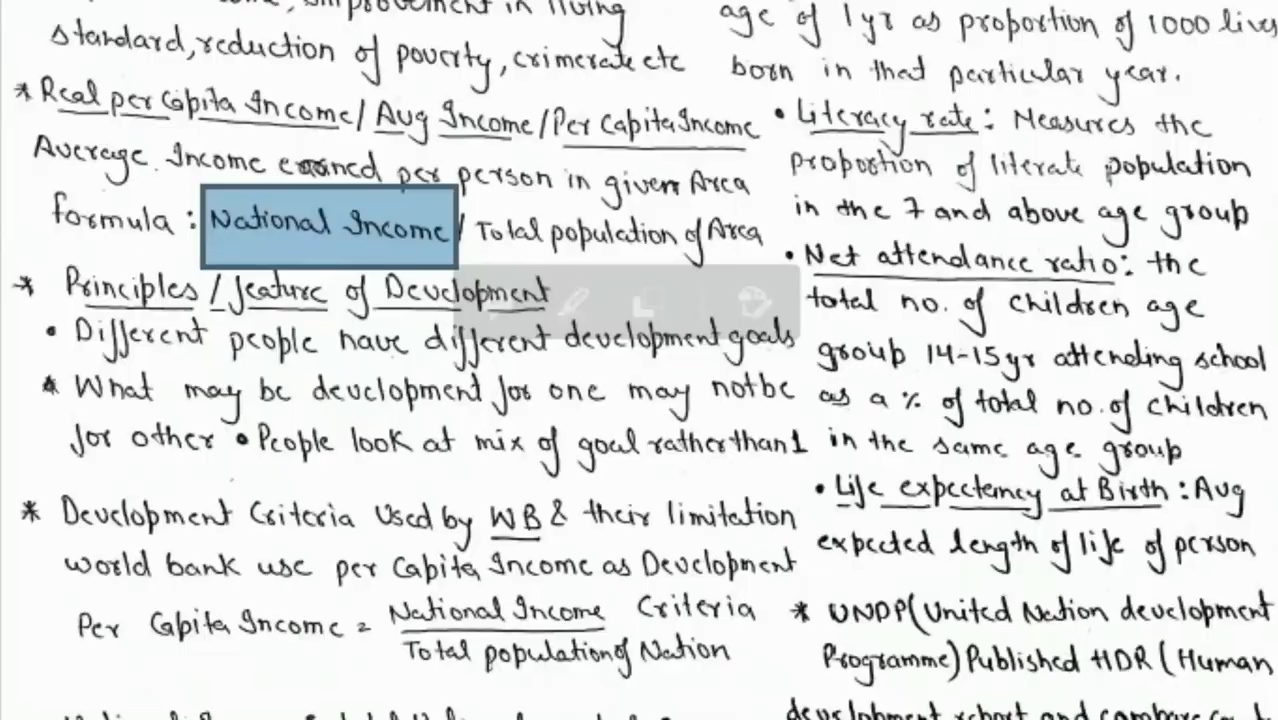 improvement in living
standard, reduction of poverty, crimerate etc
* Real per Capita Income / Avg Income / Per Capita Income
Average Income earned per person in given Area
formula : National Income / Total population of Area
* Principles / feature of Development
• Different people have different development goals
* What may be development for one may not be
for other • People look at mix of goal rather than 1
* Development Criteria Used by WB & their limitation
world bank use per Capita Income as Development
Per Capita Income = National Income Criteria
Total population of Nation
age of 1yr as proportion of 1000 lives
born in that particular year.
• Literacy rate : Measures the
proportion of literate population
in the 7 and above age group
• Net attendance ratio : the
total no. of children age
group 14-15yr attending school
as a % of total no. of children
in the same age group
• Life expectency at Birth : Avg
expected length of life of person
* UNDP (United Nation development
Programme) Published HDR (Human
development report and compare